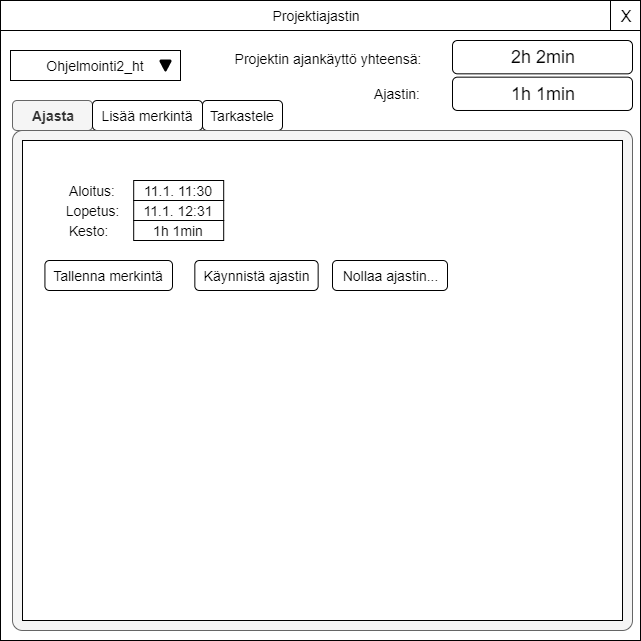 Projektiajastin
X
Ohjelmointi2_ht
Projektin ajankäyttö yhteensä:
2h 2min
Ajastin:
1h 1min
Ajasta
Lisää merkintä
Tarkastele
Aloitus:
11.1. 11:30
Lopetus:
11.1. 12:31
Kesto:
1h 1min
Tallenna merkintä
Käynnistä ajastin
Nollaa ajastin...